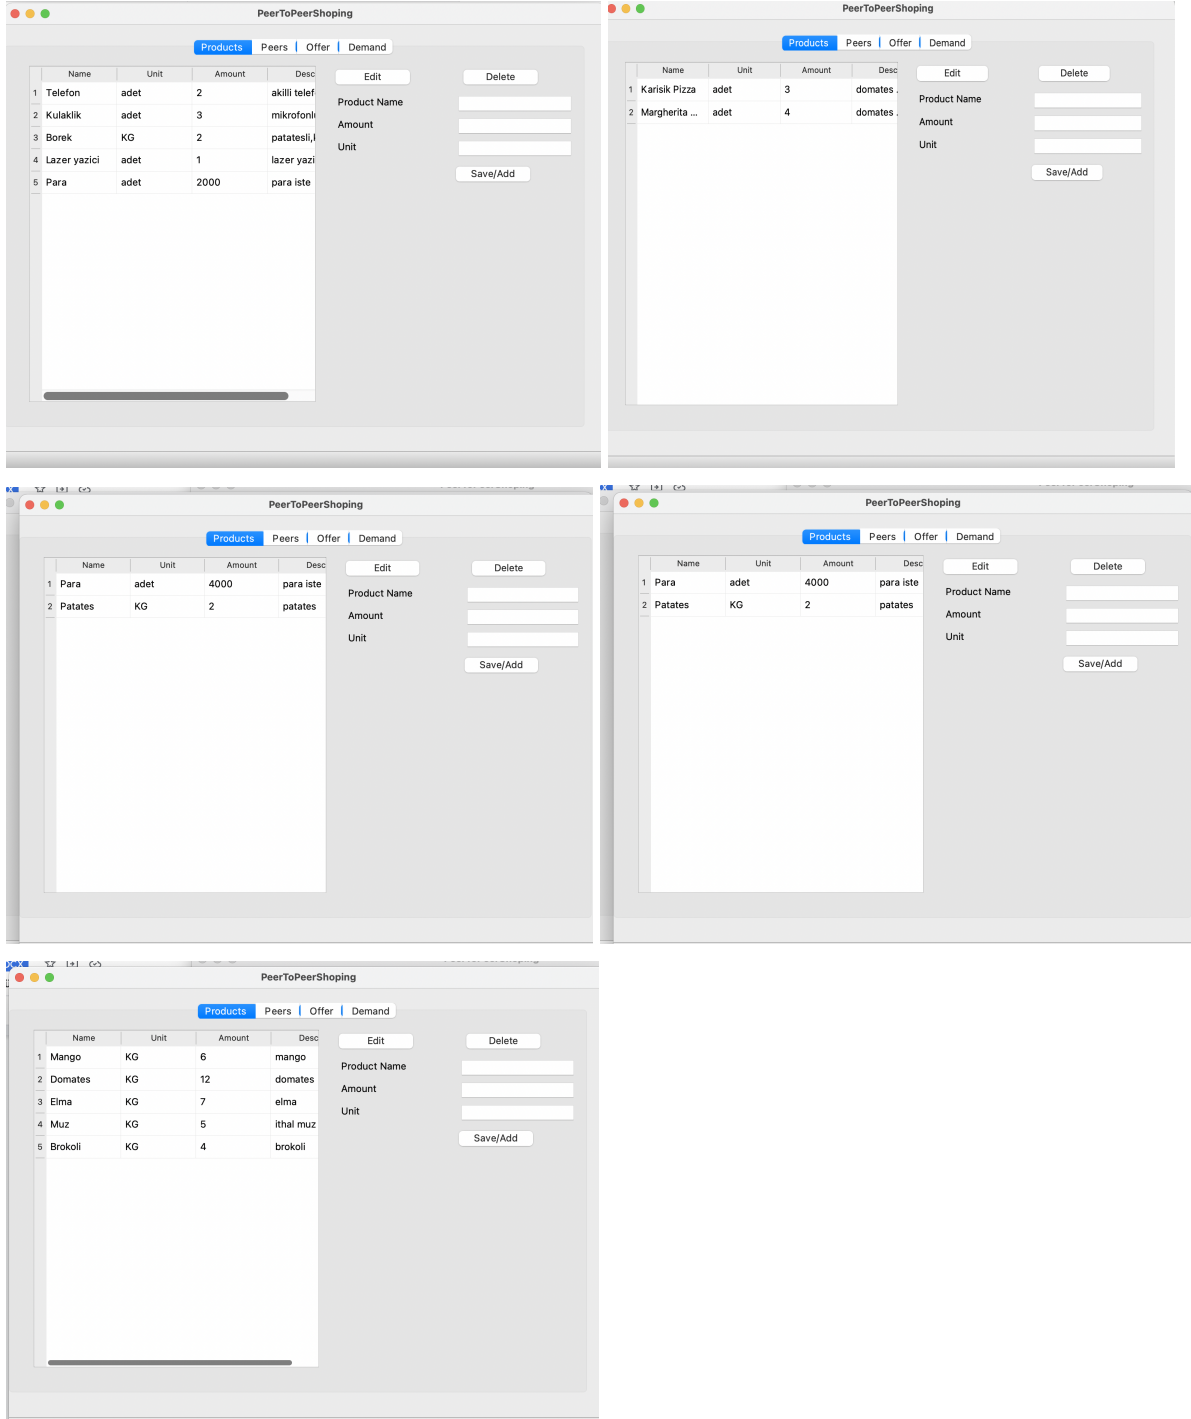 PeerToPeerShoping
Products Peers Offer Demand
Name Unit Amount Desc
1 Telefon adet 2 akilli telef
2 Kulaklik adet 3 mikrofonlu
3 Borek KG 2 patatesli,
4 Lazer yazici adet 1 lazer yazi
5 Para adet 2000 para iste
Edit Delete
Product Name
Amount
Unit
Save/Add
PeerToPeerShoping
Products Peers Offer Demand
Name Unit Amount Desc
1 Karisik Pizza adet 3 domates
2 Margherita ... adet 4 domates
Edit Delete
Product Name
Amount
Unit
Save/Add
PeerToPeerShoping
Products Peers Offer Demand
Name Unit Amount Desc
1 Para adet 4000 para iste
2 Patates KG 2 patates
Edit Delete
Product Name
Amount
Unit
Save/Add
PeerToPeerShoping
Products Peers Offer Demand
Name Unit Amount Desc
1 Para adet 4000 para iste
2 Patates KG 2 patates
Edit Delete
Product Name
Amount
Unit
Save/Add
PeerToPeerShoping
Products Peers Offer Demand
Name Unit Amount Desc
1 Mango KG 6 mango
2 Domates KG 12 domates
3 Elma KG 7 elma
4 Muz KG 5 ithal muz
5 Brokoli KG 4 brokoli
Edit Delete
Product Name
Amount
Unit
Save/Add